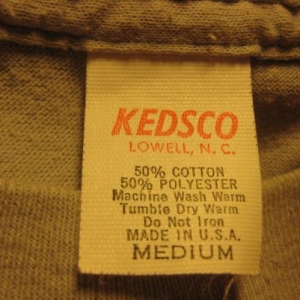 KEDSCO
LOWELL, N. C.
50% COTTON
50% POLYESTER
Machine Wash Warm
Tumble Dry Warm
Do Not Iron
MADE IN U.S.A.
MEDIUM